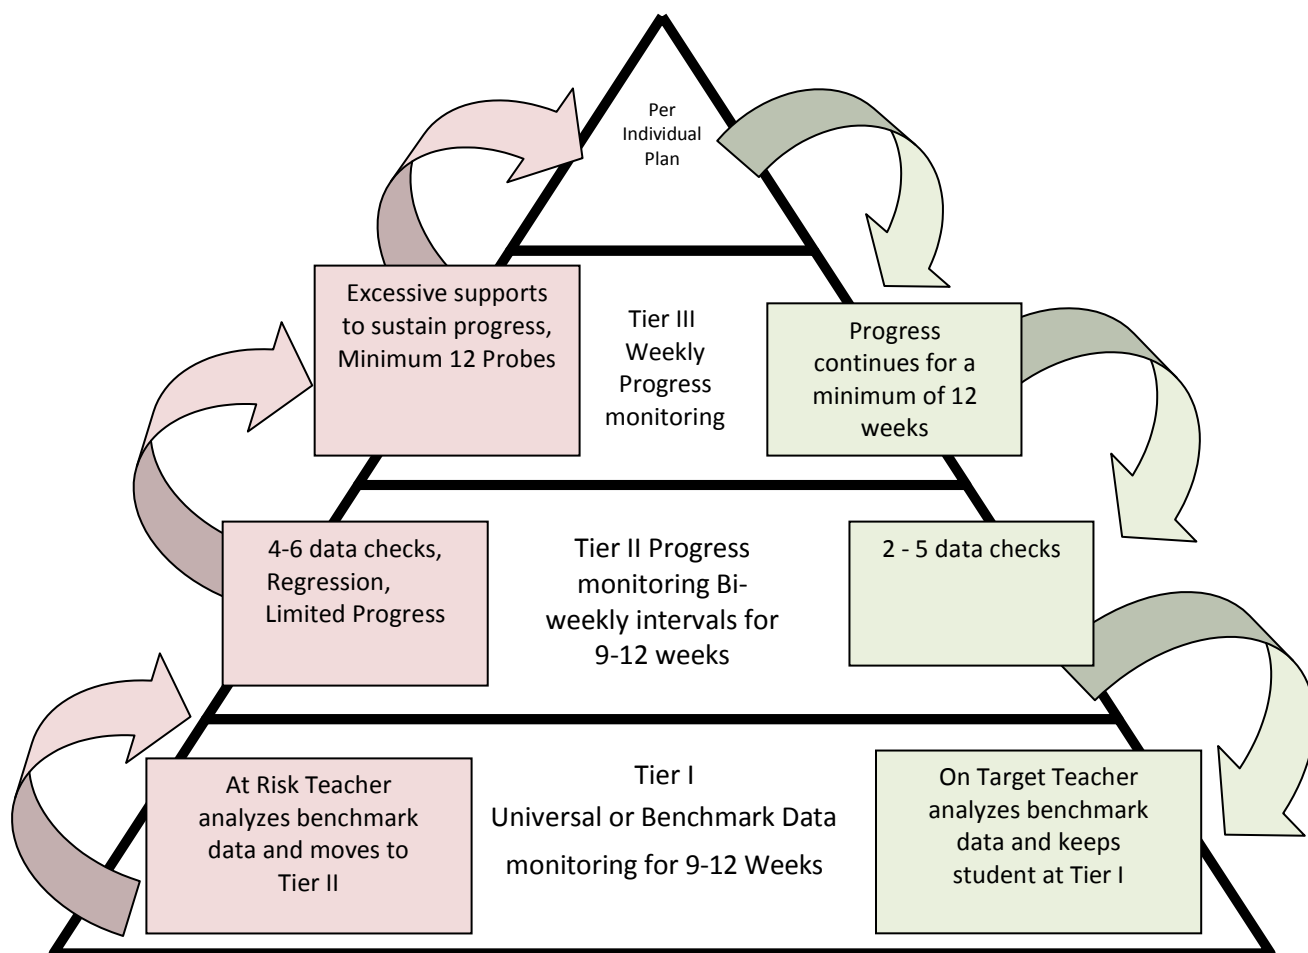 Per
Individual
Plan
Excessive supports
to sustain progress,
Minimum 12 Probes
Tier III
Weekly
Progress
monitoring
Progress
continues for a
minimum of 12
weeks
4-6 data checks,
Regression,
Limited Progress
Tier II Progress
monitoring Bi-
weekly intervals for
9-12 weeks
2 - 5 data checks
At Risk Teacher
analyzes benchmark
data and moves to
Tier II
Tier I
Universal or Benchmark Data
monitoring for 9-12 Weeks
On Target Teacher
analyzes benchmark
data and keeps
student at Tier I